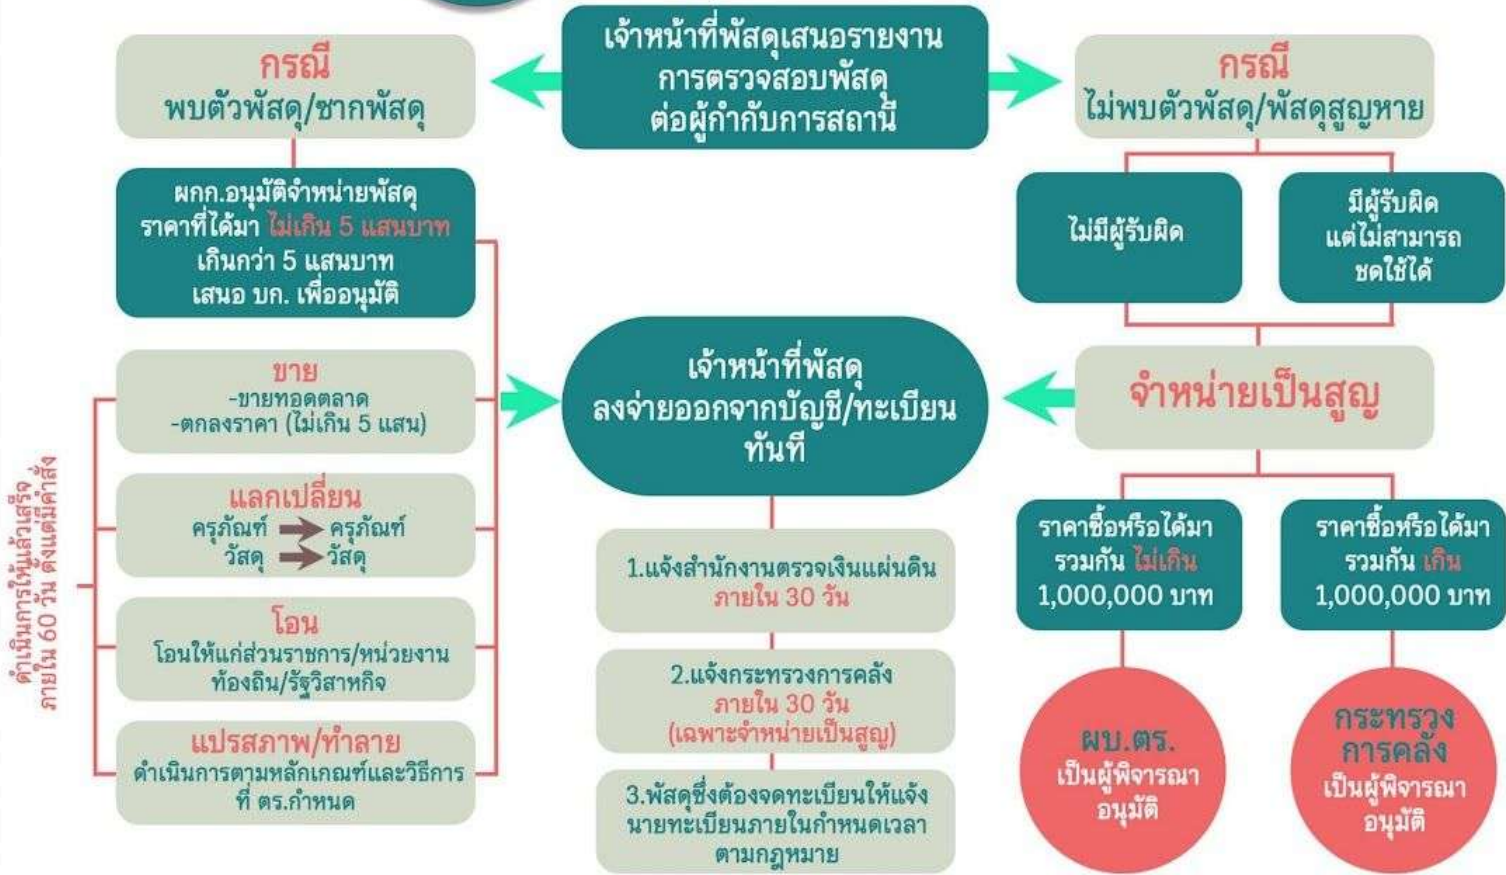 เจ้าหน้าที่พัสดุเสนอรายงาน
การตรวจสอบพัสดุ
ต่อผู้กำกับการสถานี
กรณี
พบตัวพัสดุ/ซากพัสดุ
ผกก.อนุมัติจำหน่ายพัสดุ
ราคาที่ได้มา ไม่เกิน 5 แสนบาท
เกินกว่า 5 แสนบาท
เสนอ บก. เพื่ออนุมัติ
ขาย
-ขายทอดตลาด
-ตกลงราคา (ไม่เกิน 5 แสน)
แลกเปลี่ยน
ครุภัณฑ์ ครุภัณฑ์
วัสดุ วัสดุ
โอน
โอนให้แก่ส่วนราชการ/หน่วยงาน
ท้องถิ่น/รัฐวิสาหกิจ
แปรสภาพ/ทำลาย
ดำเนินการตามหลักเกณฑ์และวิธีการ
ที่ ตร.กำหนด
ดำเนินการให้แล้วเสร็จ
ภายใน 60 วัน ตั้งแต่มีคำสั่ง
เจ้าหน้าที่พัสดุ
ลงจ่ายออกจากบัญชี/ทะเบียน
ทันที
1.แจ้งสำนักงานตรวจเงินแผ่นดิน
ภายใน 30 วัน
2.แจ้งกระทรวงการคลัง
ภายใน 30 วัน
(เฉพาะจำหน่ายเป็นสูญ)
3.พัสดุซึ่งต้องจดทะเบียนให้แจ้ง
นายทะเบียนภายในกำหนดเวลา
ตามกฎหมาย
กรณี
ไม่พบตัวพัสดุ/พัสดุสูญหาย
ไม่มีผู้รับผิด
มีผู้รับผิด
แต่ไม่สามารถ
ชดใช้ได้
จำหน่ายเป็นสูญ
ราคาซื้อหรือได้มา
รวมกัน ไม่เกิน
1,000,000 บาท
ราคาซื้อหรือได้มา
รวมกัน เกิน
1,000,000 บาท
ผบ.ตร.
เป็นผู้พิจารณา
อนุมัติ
กระทรวง
การคลัง
เป็นผู้พิจารณา
อนุมัติ